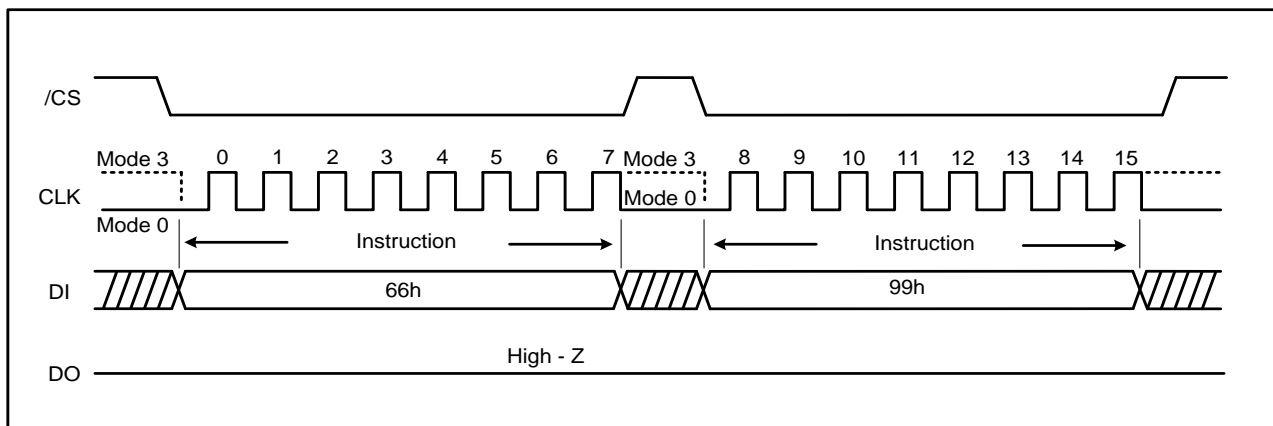 /CS
Mode 3 0 1 2 3 4 5 6 7 Mode 3 8 9 10 11 12 13 14 15
CLK Mode 0
Mode 0
Instruction Instruction
DI 66h 99h
High - Z
DO